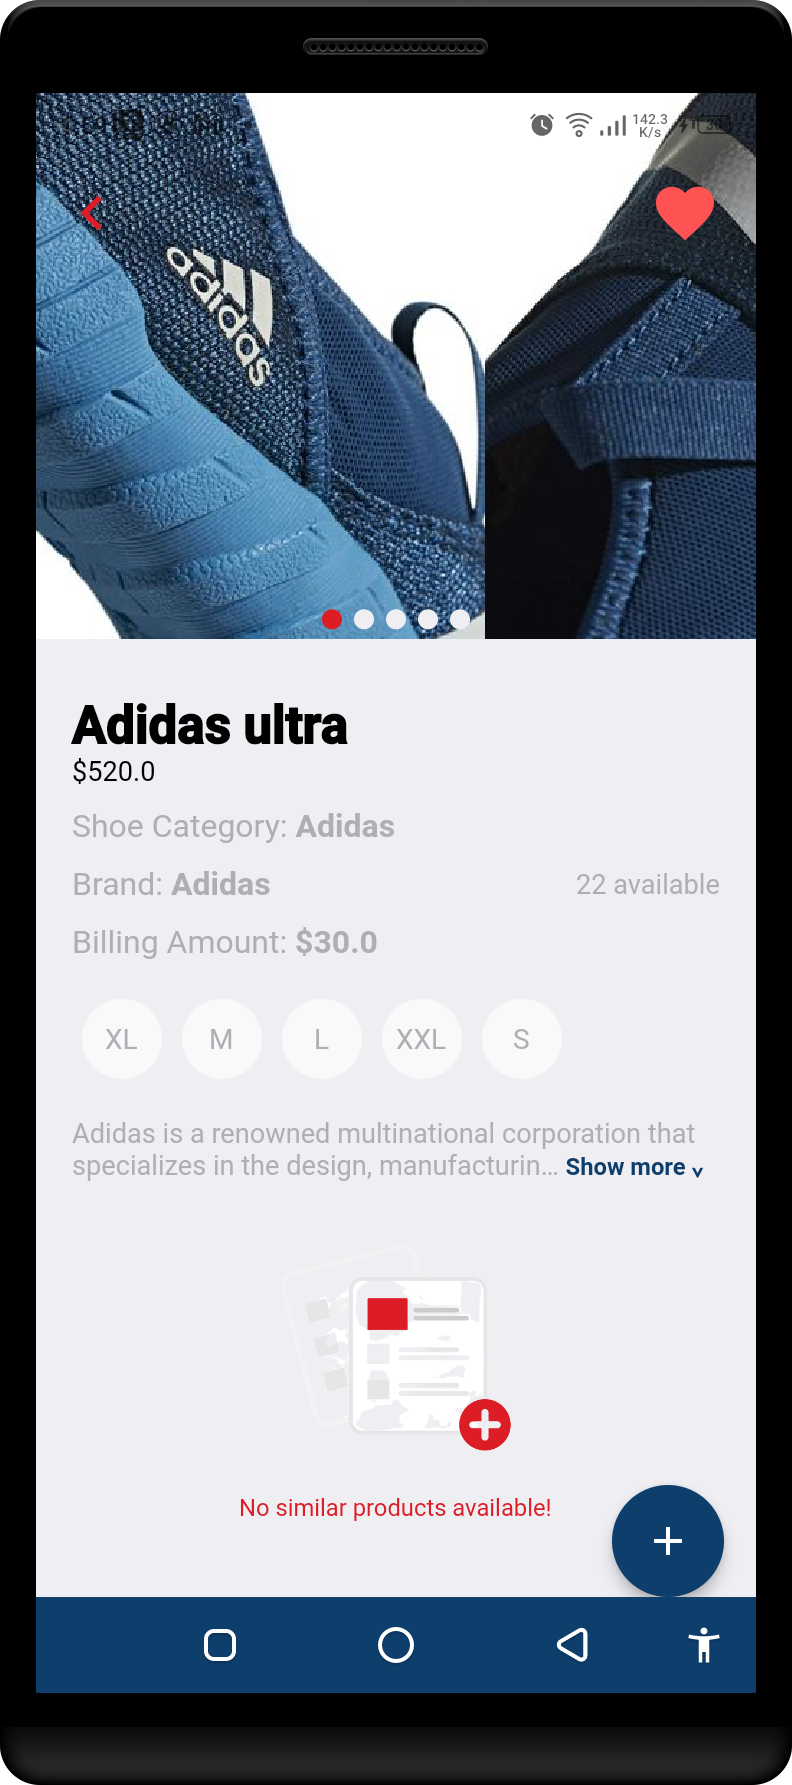 142.3
K/s
adidas
Adidas ultra
$520.0
Shoe Category: Adidas
Brand: Adidas
22 available
Billing Amount: $30.0
XL M L XXL S
Adidas is a renowned multinational corporation that
specializes in the design, manufacturin... Show more
No similar products available!